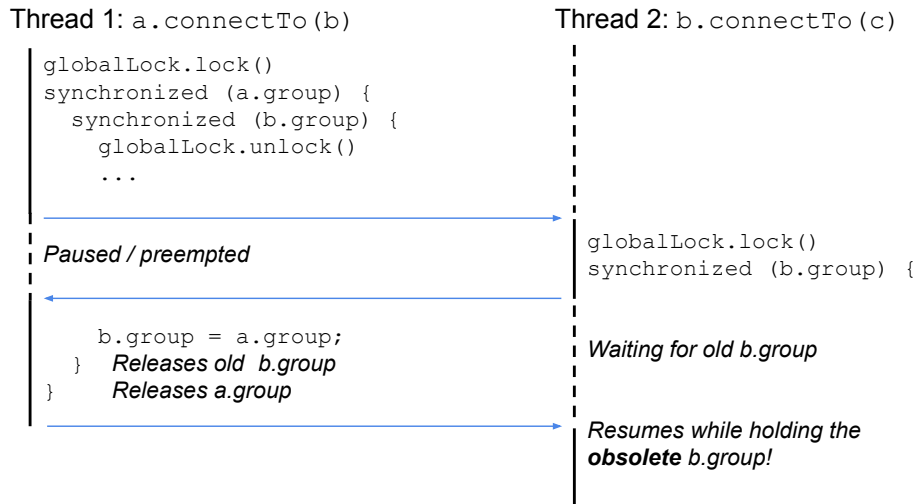 Thread 1: a.connectTo(b)
globalLock.lock()
synchronized (a.group) {
synchronized (b.group) {
globalLock.unlock()
...
Paused / preempted
b.group = a.group;
} Releases old b.group
} Releases a.group
Thread 2: b.connectTo(c)
globalLock.lock()
synchronized (b.group) {
Waiting for old b.group
Resumes while holding the
obsolete b.group!